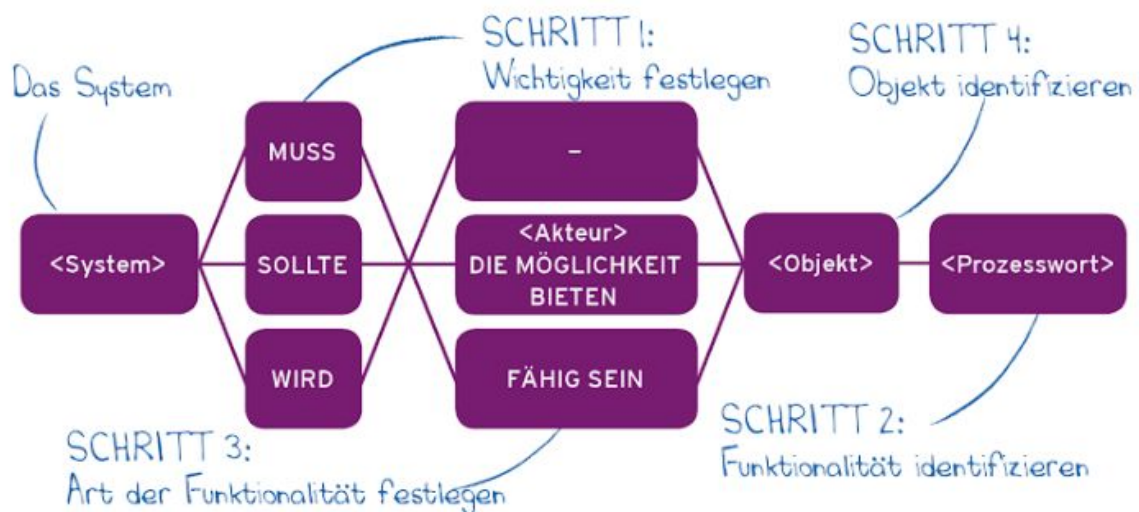 SCHRITT 1:
Wichtigkeit festlegen
SCHRITT 4:
Objekt identifizieren
Das System
MUSS
–
<System>
SOLLTE
<Akteur>
DIE MÖGLICHKEIT
BIETEN
<Objekt>
<Prozesswort>
WIRD
FÄHIG SEIN
SCHRITT 3:
Art der Funktionalität festlegen
SCHRITT 2:
Funktionalität identifizieren